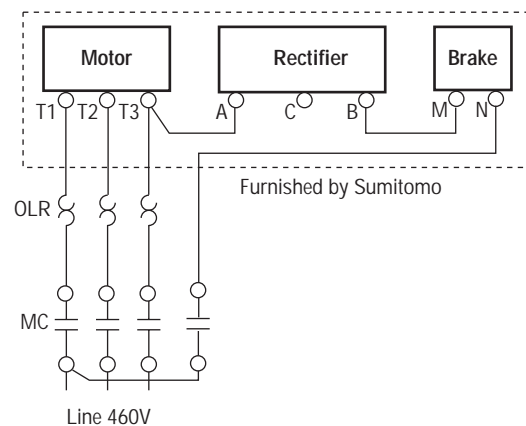 Motor Rectifier Brake
T1 T2 T3 A C B M N
Furnished by Sumitomo
OLR
MC
Line 460V